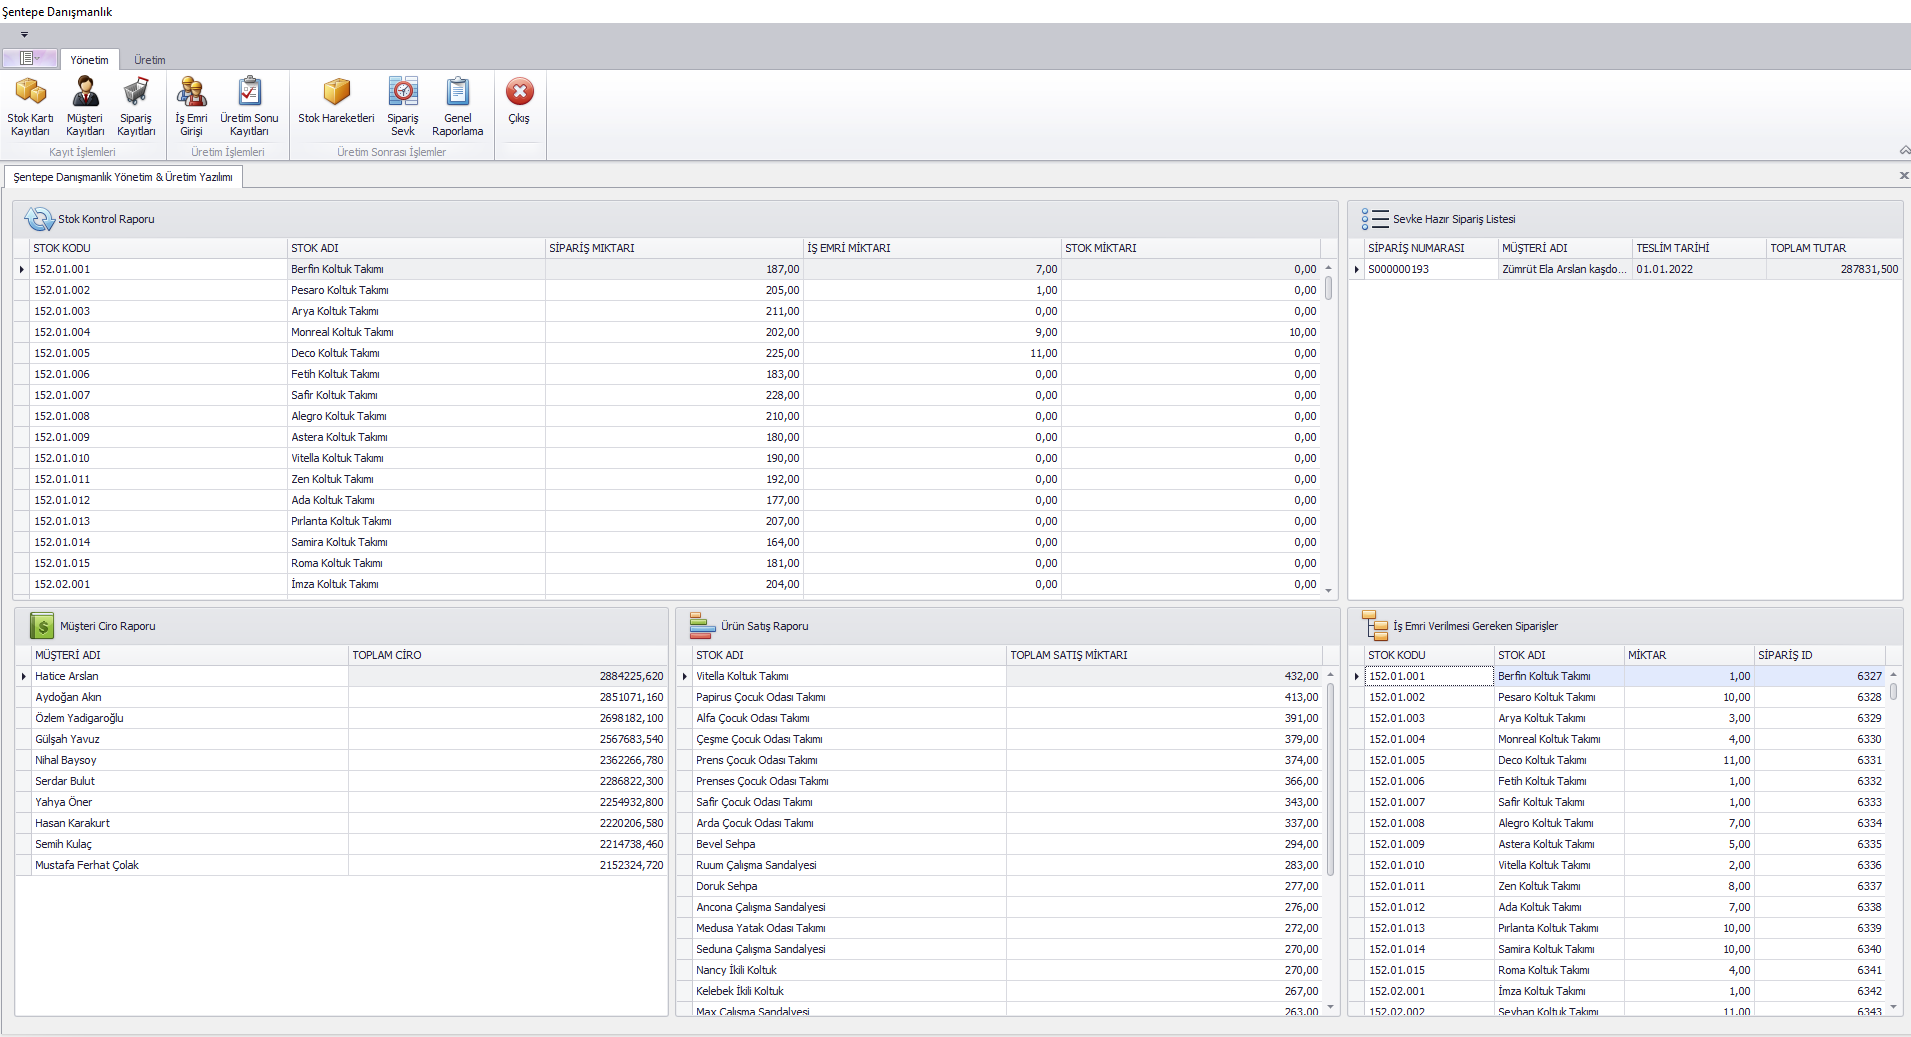 Şentepe Danışmanlık
Yönetim Üretim
Stok Kartı Kayıtları Müşteri Kayıtları Sipariş Kayıtları İş Emri Girişi Üretim Sonu Kayıtları Stok Hareketleri Sipariş Sevk Genel Raporlama Çıkış
Kayıt İşlemleri Üretim İşlemleri Üretim Sonrası İşlemler
Şentepe Danışmanlık Yönetim & Üretim Yazılımı
Stok Kontrol Raporu
STOK KODU STOK ADI SİPARİŞ MIKTARI İŞ EMRİ MİKTARI STOK MİKTARI
152.01.001 Berfin Koltuk Takımı 187,00 7,00 0,00
152.01.002 Pesaro Koltuk Takımı 205,00 1,00 0,00
152.01.003 Arya Koltuk Takımı 211,00 0,00 0,00
152.01.004 Monreal Koltuk Takımı 202,00 9,00 10,00
152.01.005 Deco Koltuk Takımı 225,00 11,00 0,00
152.01.006 Fetih Koltuk Takımı 183,00 0,00 0,00
152.01.007 Safir Koltuk Takımı 228,00 0,00 0,00
152.01.008 Alegro Koltuk Takımı 210,00 0,00 0,00
152.01.009 Astera Koltuk Takımı 180,00 0,00 0,00
152.01.010 Vitella Koltuk Takımı 190,00 0,00 0,00
152.01.011 Zen Koltuk Takımı 192,00 0,00 0,00
152.01.012 Ada Koltuk Takımı 177,00 0,00 0,00
152.01.013 Pırlanta Koltuk Takımı 207,00 0,00 0,00
152.01.014 Samira Koltuk Takımı 164,00 0,00 0,00
152.01.015 Roma Koltuk Takımı 181,00 0,00 0,00
152.02.001 İmza Koltuk Takımı 204,00 0,00 0,00
Sevke Hazır Sipariş Listesi
SİPARİŞ NUMARASI MÜŞTERİ ADI TESLİM TARİHİ TOPLAM TUTAR
S000000193 Zümrüt Ela Arslan kaşdo... 01.01.2022 287831,500
Müşteri Ciro Raporu
MÜŞTERİ ADI TOPLAM CİRO
Hatice Arslan 2884225,620
Aydoğan Akın 2851071,160
Özlem Yadigaroğlu 2698182,100
Gülşah Yavuz 2567683,540
Nihal Baysoy 2362266,780
Serdar Bulut 2286822,300
Yahya Öner 2254932,800
Hasan Karakurt 2220206,580
Semih Kulaç 2214738,460
Mustafa Ferhat Çolak 2152324,720
Ürün Satış Raporu
STOK ADI TOPLAM SATIŞ MİKTARI
Vitella Koltuk Takımı 432,00
Papirus Çocuk Odası Takımı 413,00
Alfa Çocuk Odası Takımı 391,00
Çeşme Çocuk Odası Takımı 379,00
Prens Çocuk Odası Takımı 374,00
Prenses Çocuk Odası Takımı 366,00
Safir Çocuk Odası Takımı 343,00
Arda Çocuk Odası Takımı 337,00
Bevel Sehpa 294,00
Ruum Çalışma Sandalyesi 283,00
Doruk Sehpa 277,00
Ancona Çalışma Sandalyesi 276,00
Medusa Yatak Odası Takımı 272,00
Seduna Çalışma Sandalyesi 270,00
Nancy İkili Koltuk 270,00
Kelebek İkili Koltuk 267,00
Max Çalışma Sandalyesi 263,00
İş Emri Verilmesi Gereken Siparişler
STOK KODU STOK ADI MİKTAR SİPARİŞ ID
152.01.001 Berfin Koltuk Takımı 1,00 6327
152.01.002 Pesaro Koltuk Takımı 10,00 6328
152.01.003 Arya Koltuk Takımı 3,00 6329
152.01.004 Monreal Koltuk Takımı 4,00 6330
152.01.005 Deco Koltuk Takımı 11,00 6331
152.01.006 Fetih Koltuk Takımı 1,00 6332
152.01.007 Safir Koltuk Takımı 1,00 6333
152.01.008 Alegro Koltuk Takımı 7,00 6334
152.01.009 Astera Koltuk Takımı 5,00 6335
152.01.010 Vitella Koltuk Takımı 2,00 6336
152.01.011 Zen Koltuk Takımı 8,00 6337
152.01.012 Ada Koltuk Takımı 7,00 6338
152.01.013 Pırlanta Koltuk Takımı 10,00 6339
152.01.014 Samira Koltuk Takımı 10,00 6340
152.01.015 Roma Koltuk Takımı 4,00 6341
152.02.001 İmza Koltuk Takımı 1,00 6342
152.02.002 Seyhan Koltuk Takımı 11,00 6343